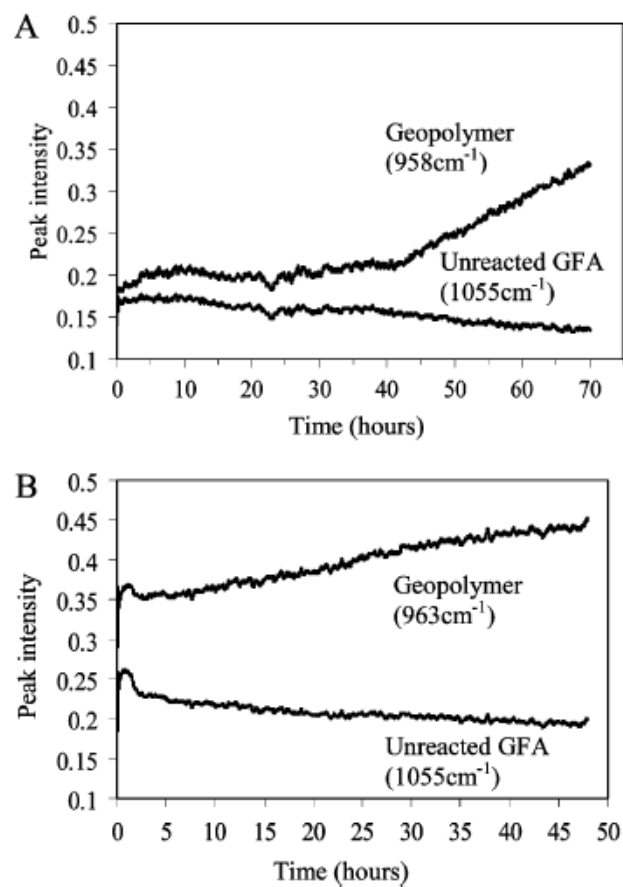 A
0.5
0.45
0.4
0.35
0.3
0.25
0.2
0.15
0.1
Peak intensity
Geopolymer
(958cm⁻¹)
Unreacted GFA
(1055cm⁻¹)
0 10 20 30 40 50 60 70
Time (hours)
B
0.5
0.45
0.4
0.35
0.3
0.25
0.2
0.15
0.1
Peak intensity
Geopolymer
(963cm⁻¹)
Unreacted GFA
(1055cm⁻¹)
0 5 10 15 20 25 30 35 40 45 50
Time (hours)